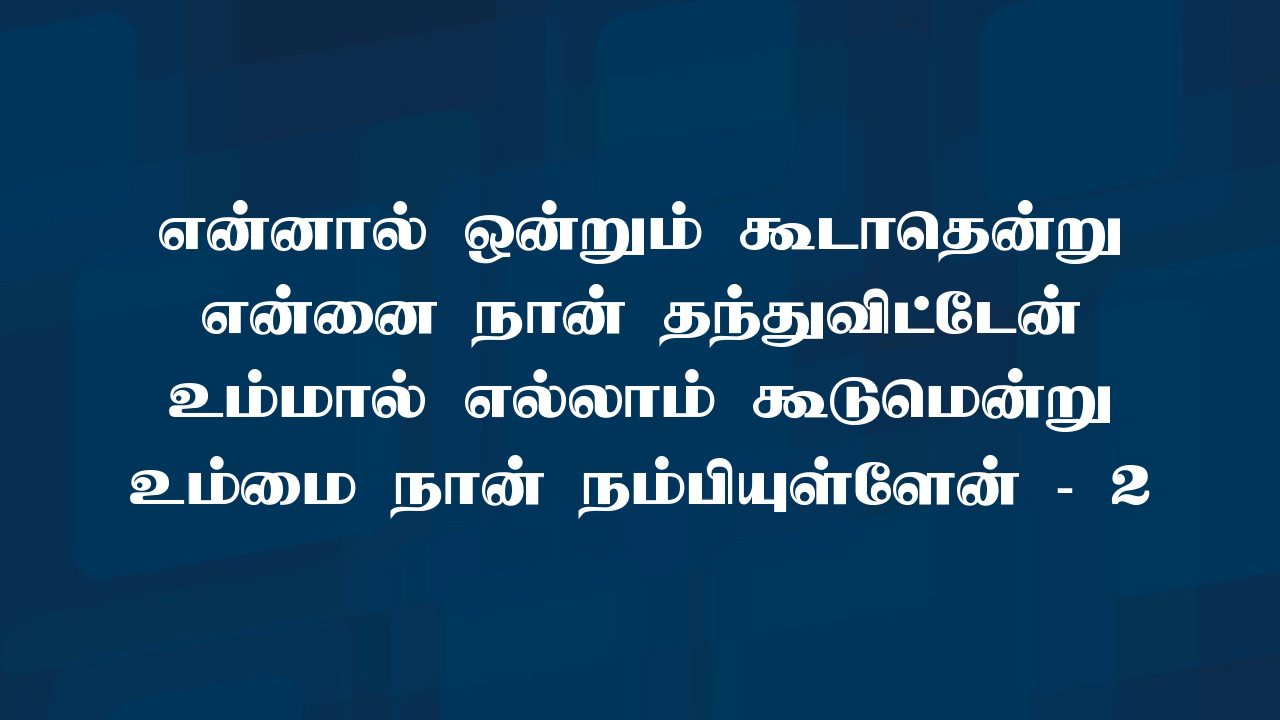 என்னால் ஒன்றும் கூடாதென்று
என்னை நான் தந்துவிட்டேன்
உம்மால் எல்லாம் கூடுமென்று
உம்மை நான் நம்பியுள்ளேன் - 2